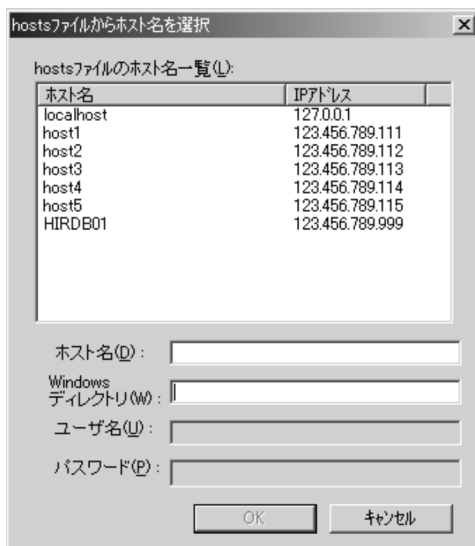 hostsファイルからホスト名を選択
hostsファイルのホスト名一覧(L):
ホスト名 IPアドレス
localhost 127.0.0.1
host1 123.456.789.111
host2 123.456.789.112
host3 123.456.789.113
host4 123.456.789.114
host5 123.456.789.115
HIRDB01 123.456.789.999
ホスト名(D):
Windows
ディレクトリ(W):
ユーザ名(U):
パスワード(P):
OK キャンセル